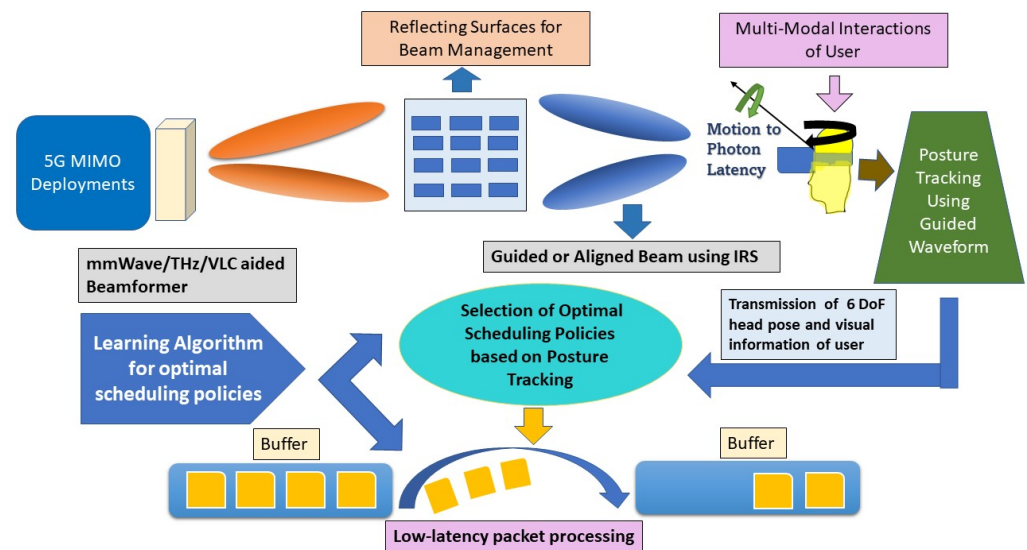 Reflecting Surfaces for
Beam Management
Multi-Modal Interactions
of User
5G MIMO
Deployments
Motion to
Photon
Latency
Posture
Tracking
Using
Guided
Waveform
mmWave/THz/VLC aided
Beamformer
Guided or Aligned Beam using IRS
Learning Algorithm
for optimal
scheduling policies
Selection of Optimal
Scheduling Policies
based on Posture
Tracking
Transmission of 6 DoF
head pose and visual
information of user
Buffer
Buffer
Low-latency packet processing